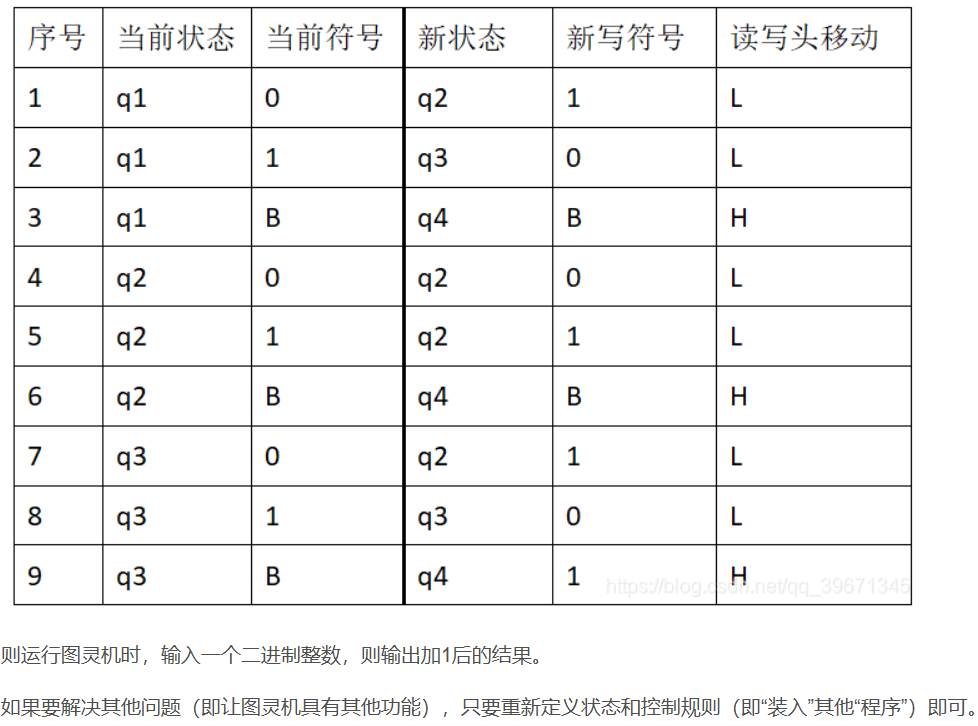 序号 当前状态 当前符号 新状态 新写符号 读写头移动
1 q1 0 q2 1 L
2 q1 1 q3 0 L
3 q1 B q4 B H
4 q2 0 q2 0 L
5 q2 1 q2 1 L
6 q2 B q4 B H
7 q3 0 q2 1 L
8 q3 1 q3 0 L
9 q3 B q4 1 H
https://blog.csdn.net/qq_39671345
则运行图灵机时，输入一个二进制整数，则输出加1后的结果。
如果要解决其他问题（即让图灵机具有其他功能），只要重新定义状态和控制规则（即“装入”其他“程序”）即可。